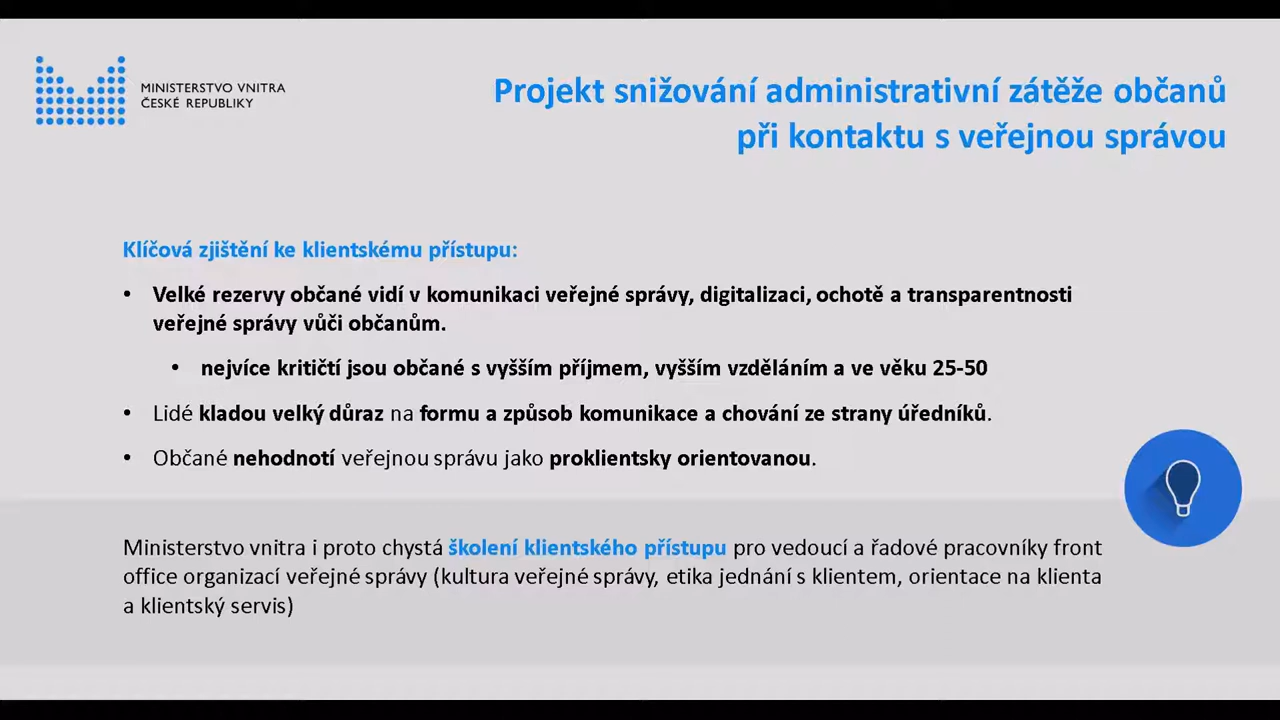 MINISTERSTVO VNITRA
ČESKÉ REPUBLIKY
Projekt snižování administrativní zátěže občanů
při kontaktu s veřejnou správou
Klíčová zjištění ke klientskému přístupu:
• Velké rezervy občané vidí v komunikaci veřejné správy, digitalizaci, ochotě a transparentnosti
veřejné správy vůči občanům.
• nejvíce kritičtí jsou občané s vyšším příjmem, vyšším vzděláním a ve věku 25-50
• Lidé kladou velký důraz na formu a způsob komunikace a chování ze strany úředníků.
• Občané nehodnotí veřejnou správu jako proklientsky orientovanou.
Ministerstvo vnitra i proto chystá školení klientského přístupu pro vedoucí a řadové pracovníky front
office organizací veřejné správy (kultura veřejné správy, etika jednání s klientem, orientace na klienta
a klientský servis)